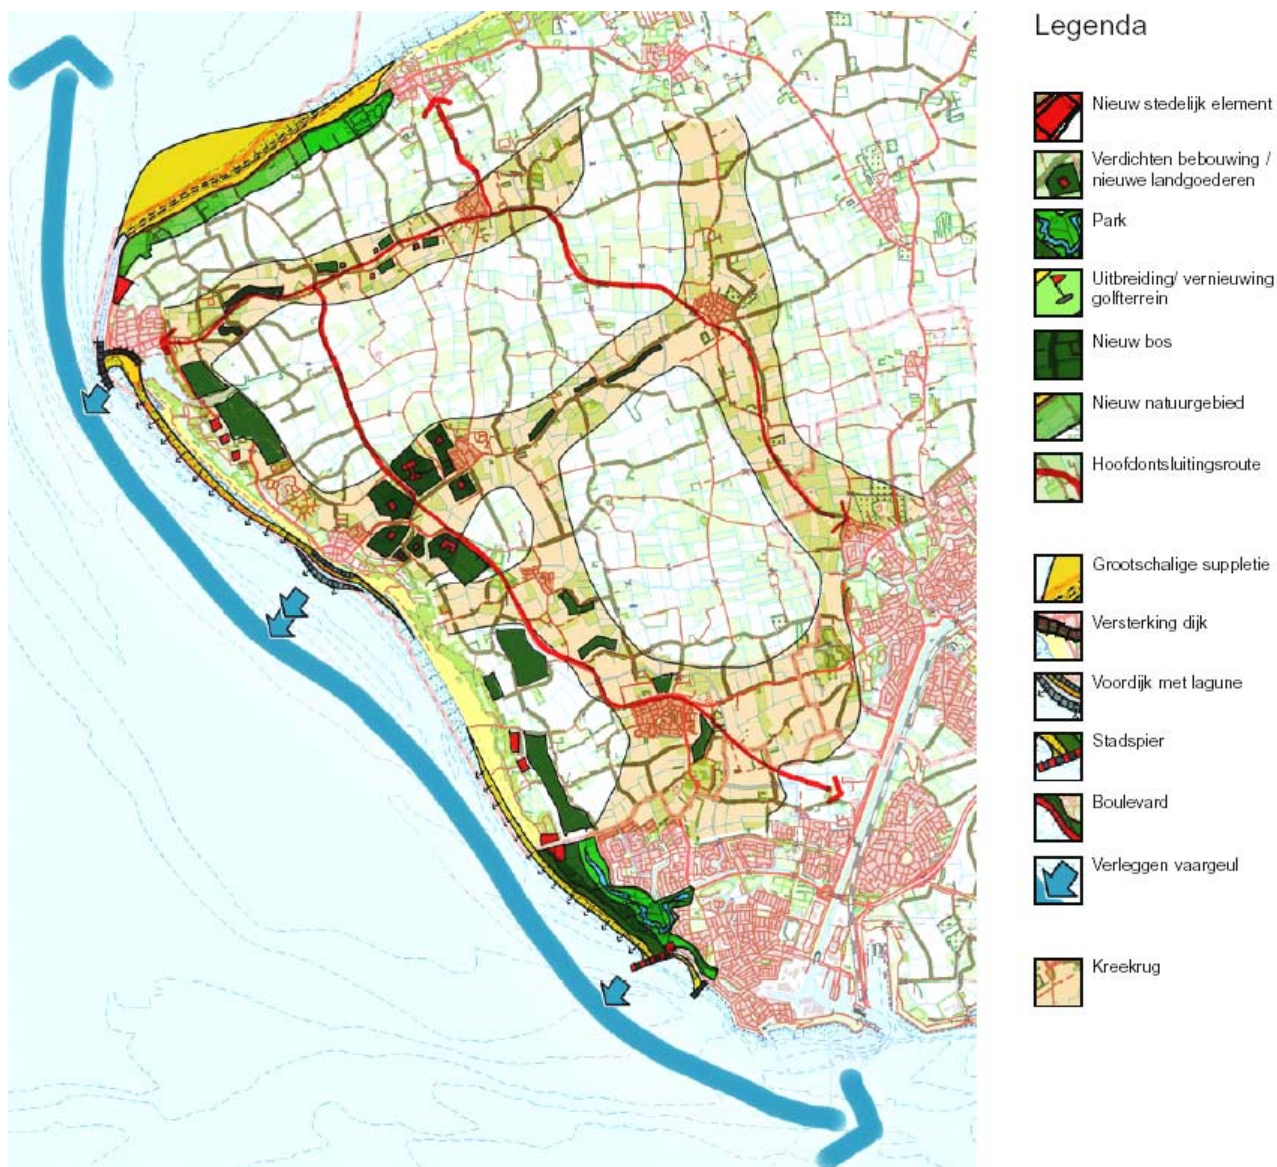 Legenda
Nieuw stedelijk element
Verdichten bebouwing /
nieuwe landgoederen
Park
Uitbreiding/ vernieuwing
golfterrein
Nieuw bos
Nieuw natuurgebied
Hoofdontsluitingsroute
Grootschalige suppletie
Versterking dijk
Voordijk met lagune
Stadspier
Boulevard
Verleggen vaargeul
Kreekrug